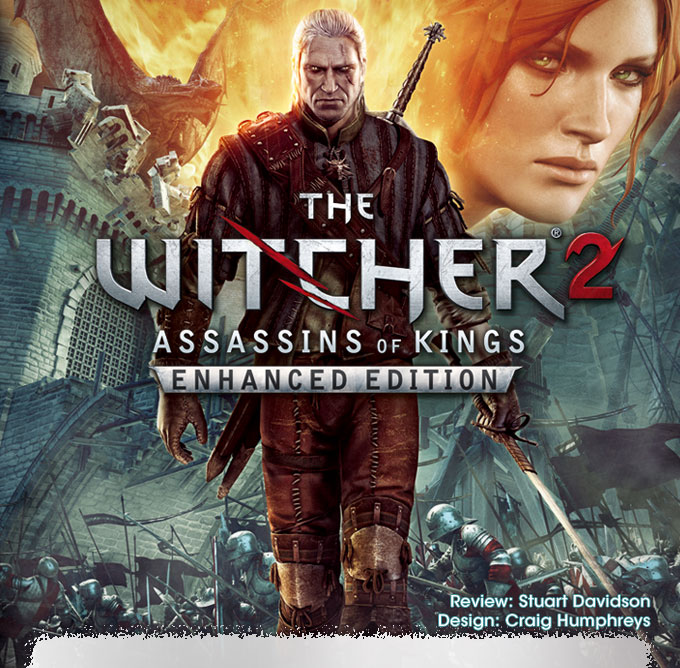 THE
WITCHER® 2
ASSASSINS OF KINGS
ENHANCED EDITION
Review: Stuart Davidson
Design: Craig Humphreys